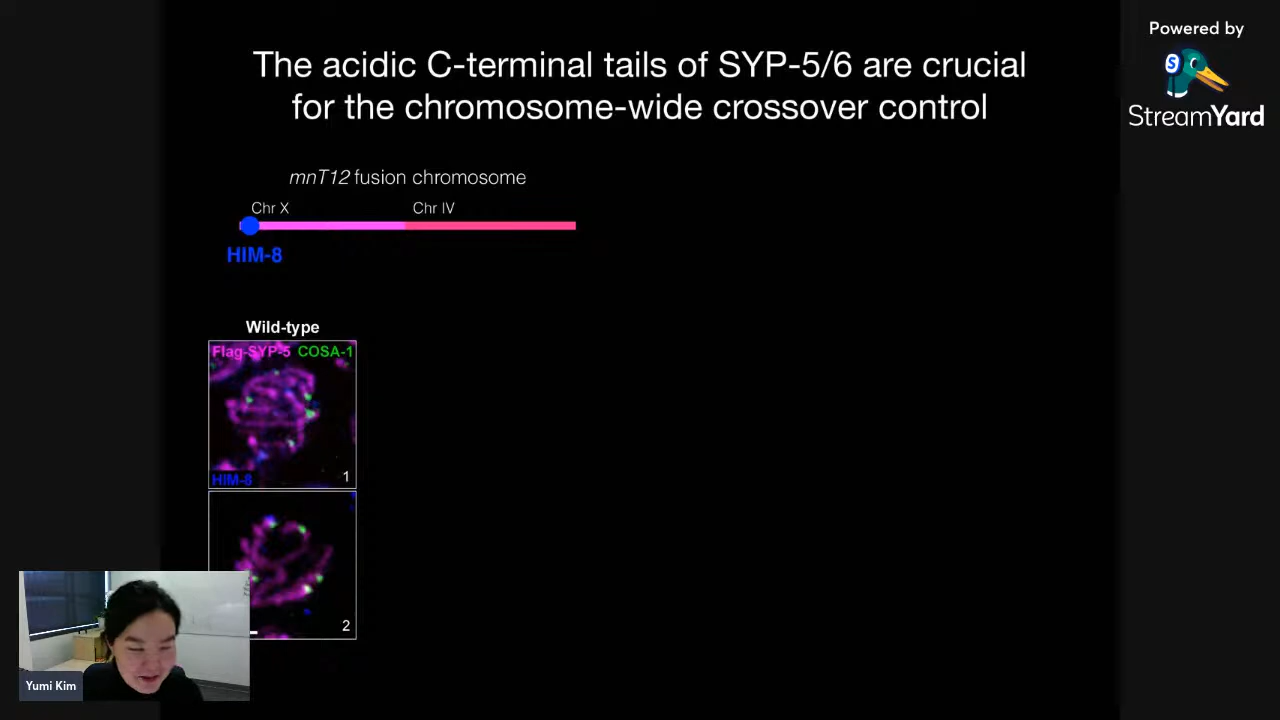 Powered by
StreamYard
The acidic C-terminal tails of SYP-5/6 are crucial
for the chromosome-wide crossover control
mnT12 fusion chromosome
Chr X Chr IV
HIM-8
Wild-type
Flag-SYP-5 COSA-1
HIM-8 1
2
Yumi Kim